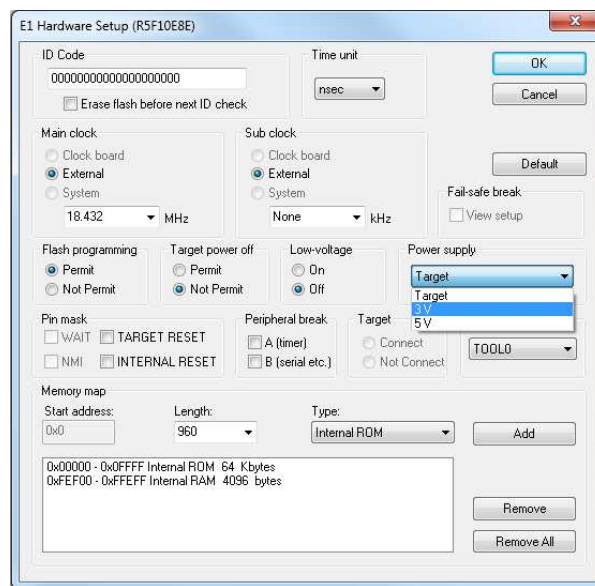 E1 Hardware Setup (R5F10E8E)
ID Code
00000000000000000000
Erase flash before next ID check
Time unit
nsec
OK
Cancel
Main clock
Clock board
External
System
18.432 MHz
Sub clock
Clock board
External
System
None kHz
Default
Fail-safe break
View setup
Flash programming
Permit
Not Permit
Target power off
Permit
Not Permit
Low-voltage
On
Off
Power supply
Target
Target
3 V
5 V
Pin mask
WAIT TARGET RESET
NMI INTERNAL RESET
Peripheral break
A (timer)
B (serial etc.)
Target
Connect
Not Connect
TOOL0
Memory map
Start address:
0x0
Length:
960
Type:
Internal ROM
Add
0x00000 - 0x0FFFF Internal ROM 64 Kbytes
0xFEF00 - 0xFFEFF Internal RAM 4096 bytes
Remove
Remove All